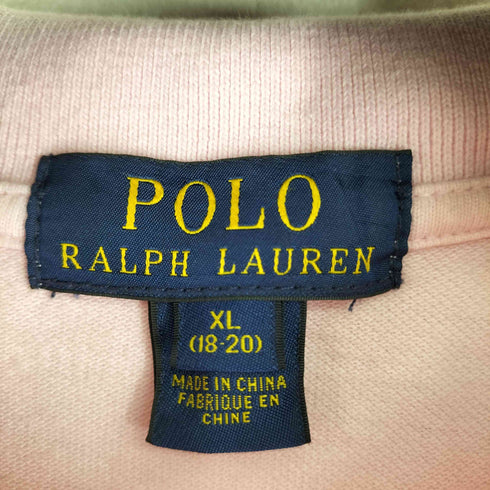 POLO
RALPH LAUREN
XL
(18-20)
MADE IN CHINA
FABRIQUE EN
CHINE